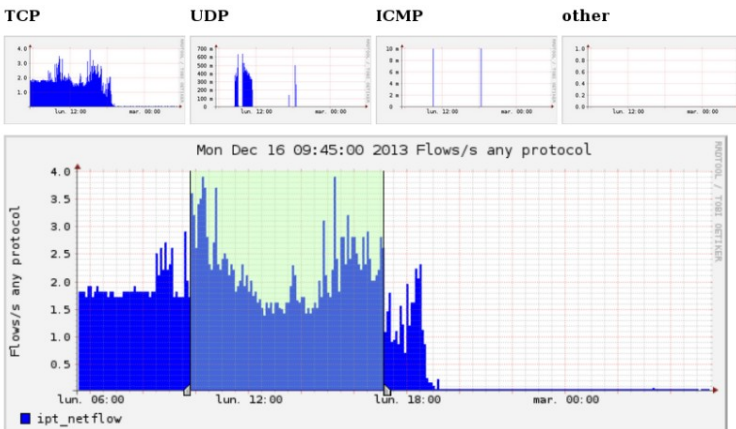 TCP
UDP
ICMP
other
4.0
3.0
2.0
1.0
lun. 12:00
mar. 00:00
700 m
600 m
500 m
400 m
300 m
200 m
100 m
0
lun. 12:00
mar. 00:00
10 m
8 m
6 m
4 m
2 m
0
lun. 12:00
mar. 00:00
1.0
0.8
0.6
0.4
0.2
0.0
lun. 12:00
mar. 00:00
Mon Dec 16 09:45:00 2013 Flows/s any protocol
RRDTOOL / TOBI OETIKER
Flows/s any protocol
4.0
3.5
3.0
2.5
2.0
1.5
1.0
0.5
lun. 06:00
lun. 12:00
lun. 18:00
mar. 00:00
ipt_netflow